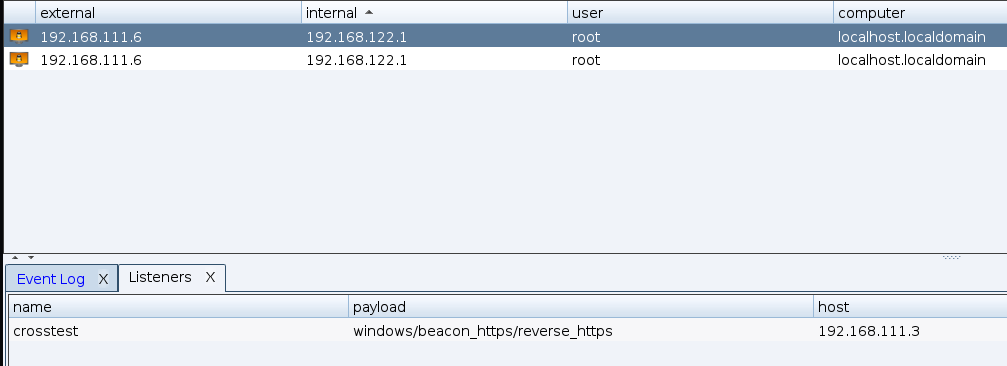 external internal user computer
192.168.111.6 192.168.122.1 root localhost.localdomain
192.168.111.6 192.168.122.1 root localhost.localdomain
Event Log X Listeners X
name payload host
crosstest windows/beacon_https/reverse_https 192.168.111.3